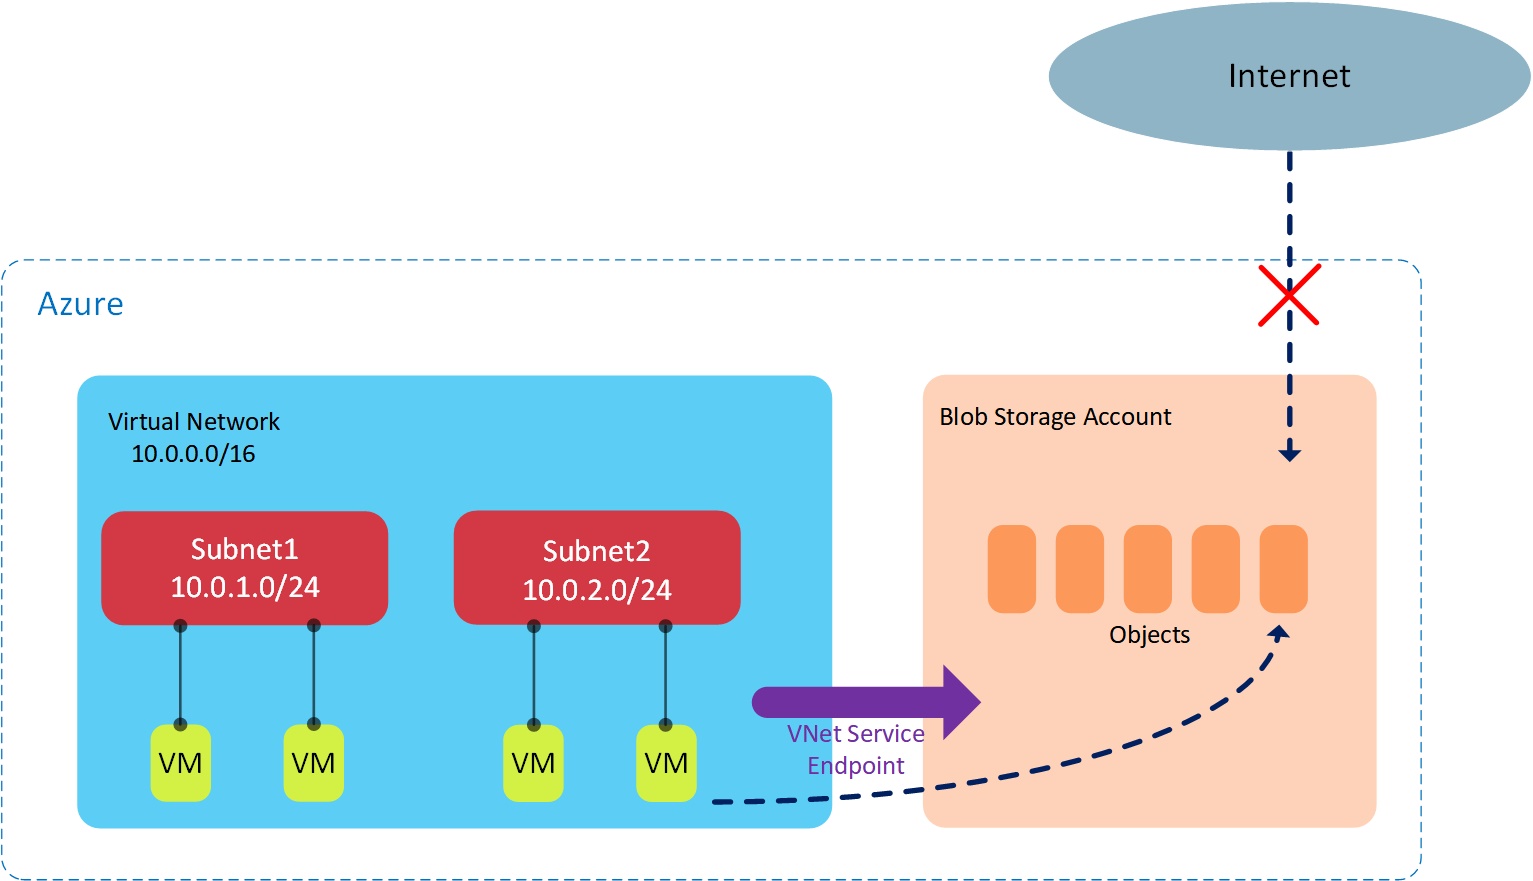 Internet
Azure
Virtual Network
10.0.0.0/16
Blob Storage Account
Subnet1
10.0.1.0/24
Subnet2
10.0.2.0/24
Objects
VM
VM
VM
VM
VNet Service
Endpoint